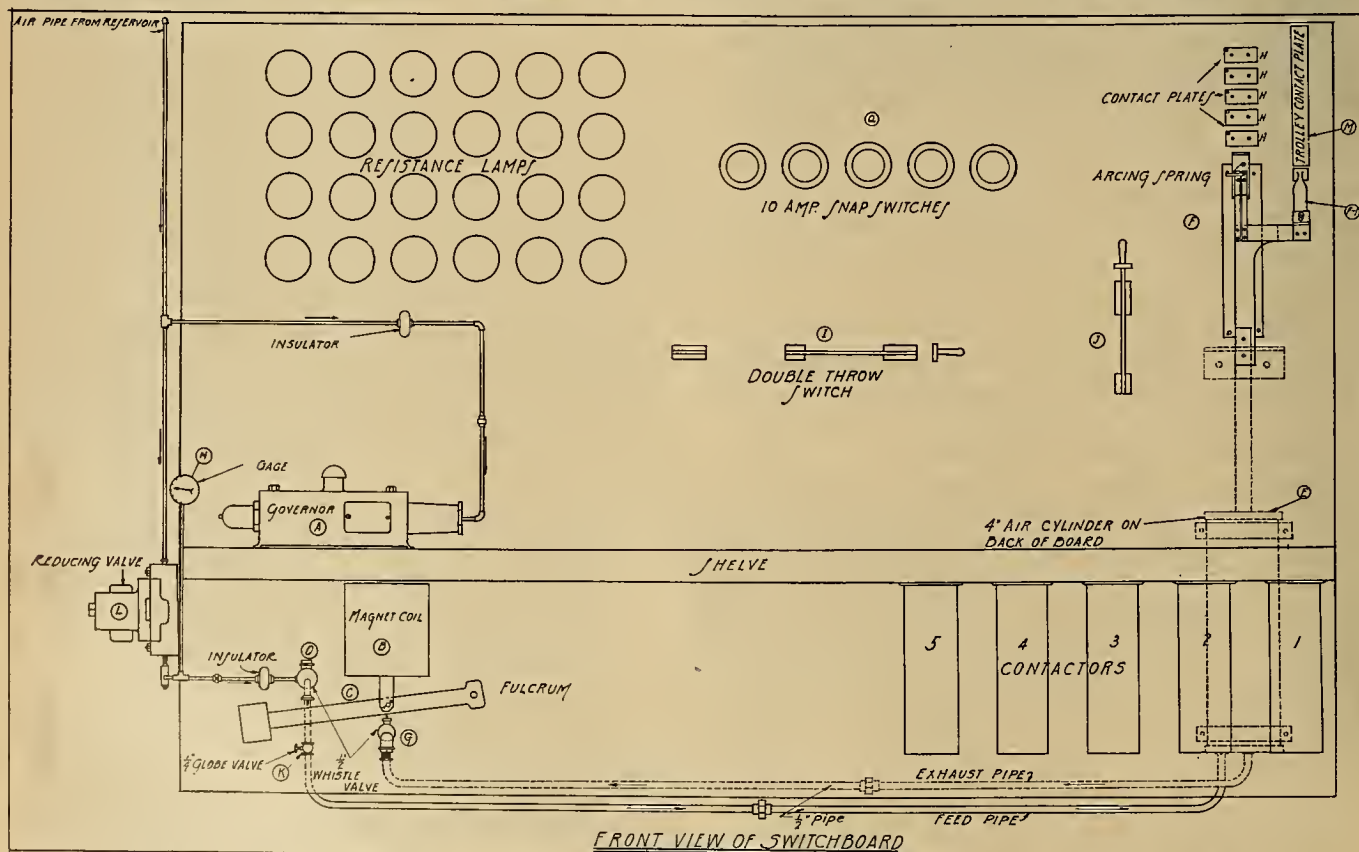 AIR PIPE FROM RESERVOIR
RESISTANCE LAMPS
a
10 AMP. SNAP SWITCHES
CONTACT PLATES
H
H
H
H
H
TROLLEY CONTACT PLATE
M
ARCING SPRING
F
F-1
INSULATOR
I
DOUBLE THROW
SWITCH
J
N
GAGE
GOVERNOR
A
E
4" AIR CYLINDER ON
BACK OF BOARD
SHELVE
REDUCING VALVE
L
MAGNET COIL
B
INSULATOR
D
C
FULCRUM
G
1/4" GLOBE VALVE
K
1/2"
WHISTLE
VALVE
5
4
3
2
1
CONTACTORS
EXHAUST PIPE
1/2" PIPE
FEED PIPE
FRONT VIEW OF SWITCHBOARD